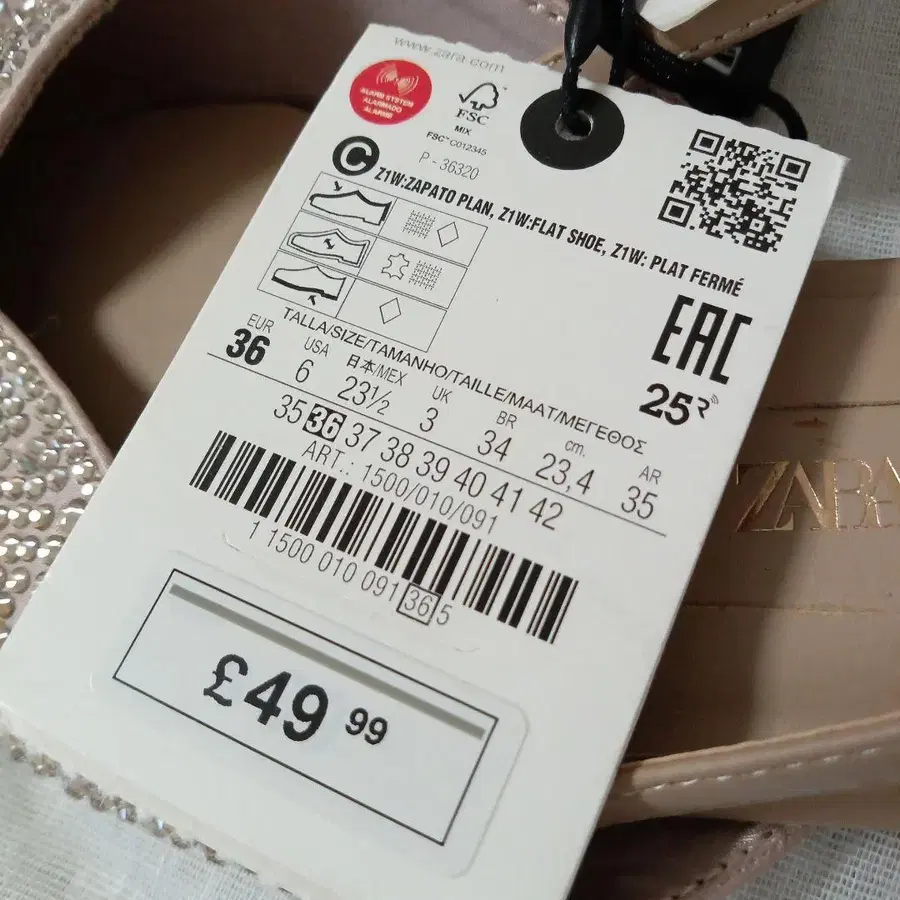 www.zara.com
ALARM SYSTEM
ALARMADO
ALARME
FSC
MIX
FSC™ C012345
P - 36320
C
Z1W:ZAPATO PLAN, Z1W:FLAT SHOE, Z1W: PLAT FERMÉ
EAC
25
TALLA/SIZE/TAMANHO/TAILLE/MAAT/ΜΕΓΕΘΟΣ
EUR USA 日本/MEX UK BR cm. AR
36 6 23½ 3 34 23,4 35
35 36 37 38 39 40 41 42
ART.: 1500/010/091
1 1500 010 091 36 5
£49 99
ZARA